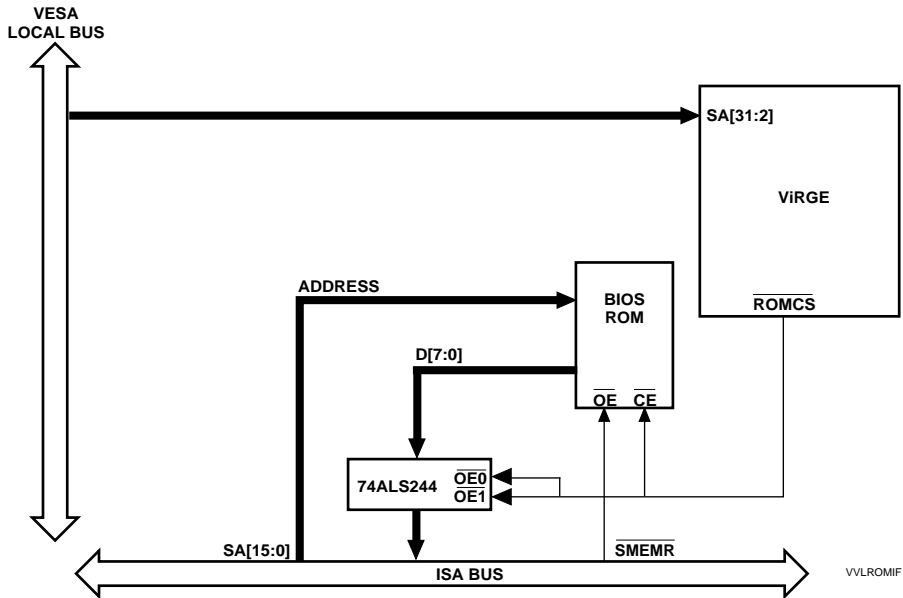 VESA
LOCAL BUS
SA[31:2]
ViRGE
ROMCS
ADDRESS
BIOS
ROM
D[7:0]
OE CE
74ALS244
OE0
OE1
SA[15:0]
SMEMR
ISA BUS
VVLROMIF